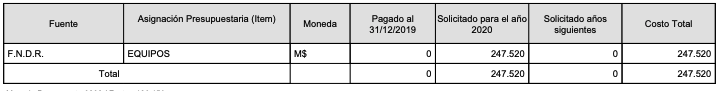 Fuente Asignación Presupuestaria (Item) Moneda Pagado al 31/12/2019 Solicitado para el año 2020 Solicitado años siguientes Costo Total
F.N.D.R. EQUIPOS M$ 0 247.520 0 247.520
Total 0 247.520 0 247.520